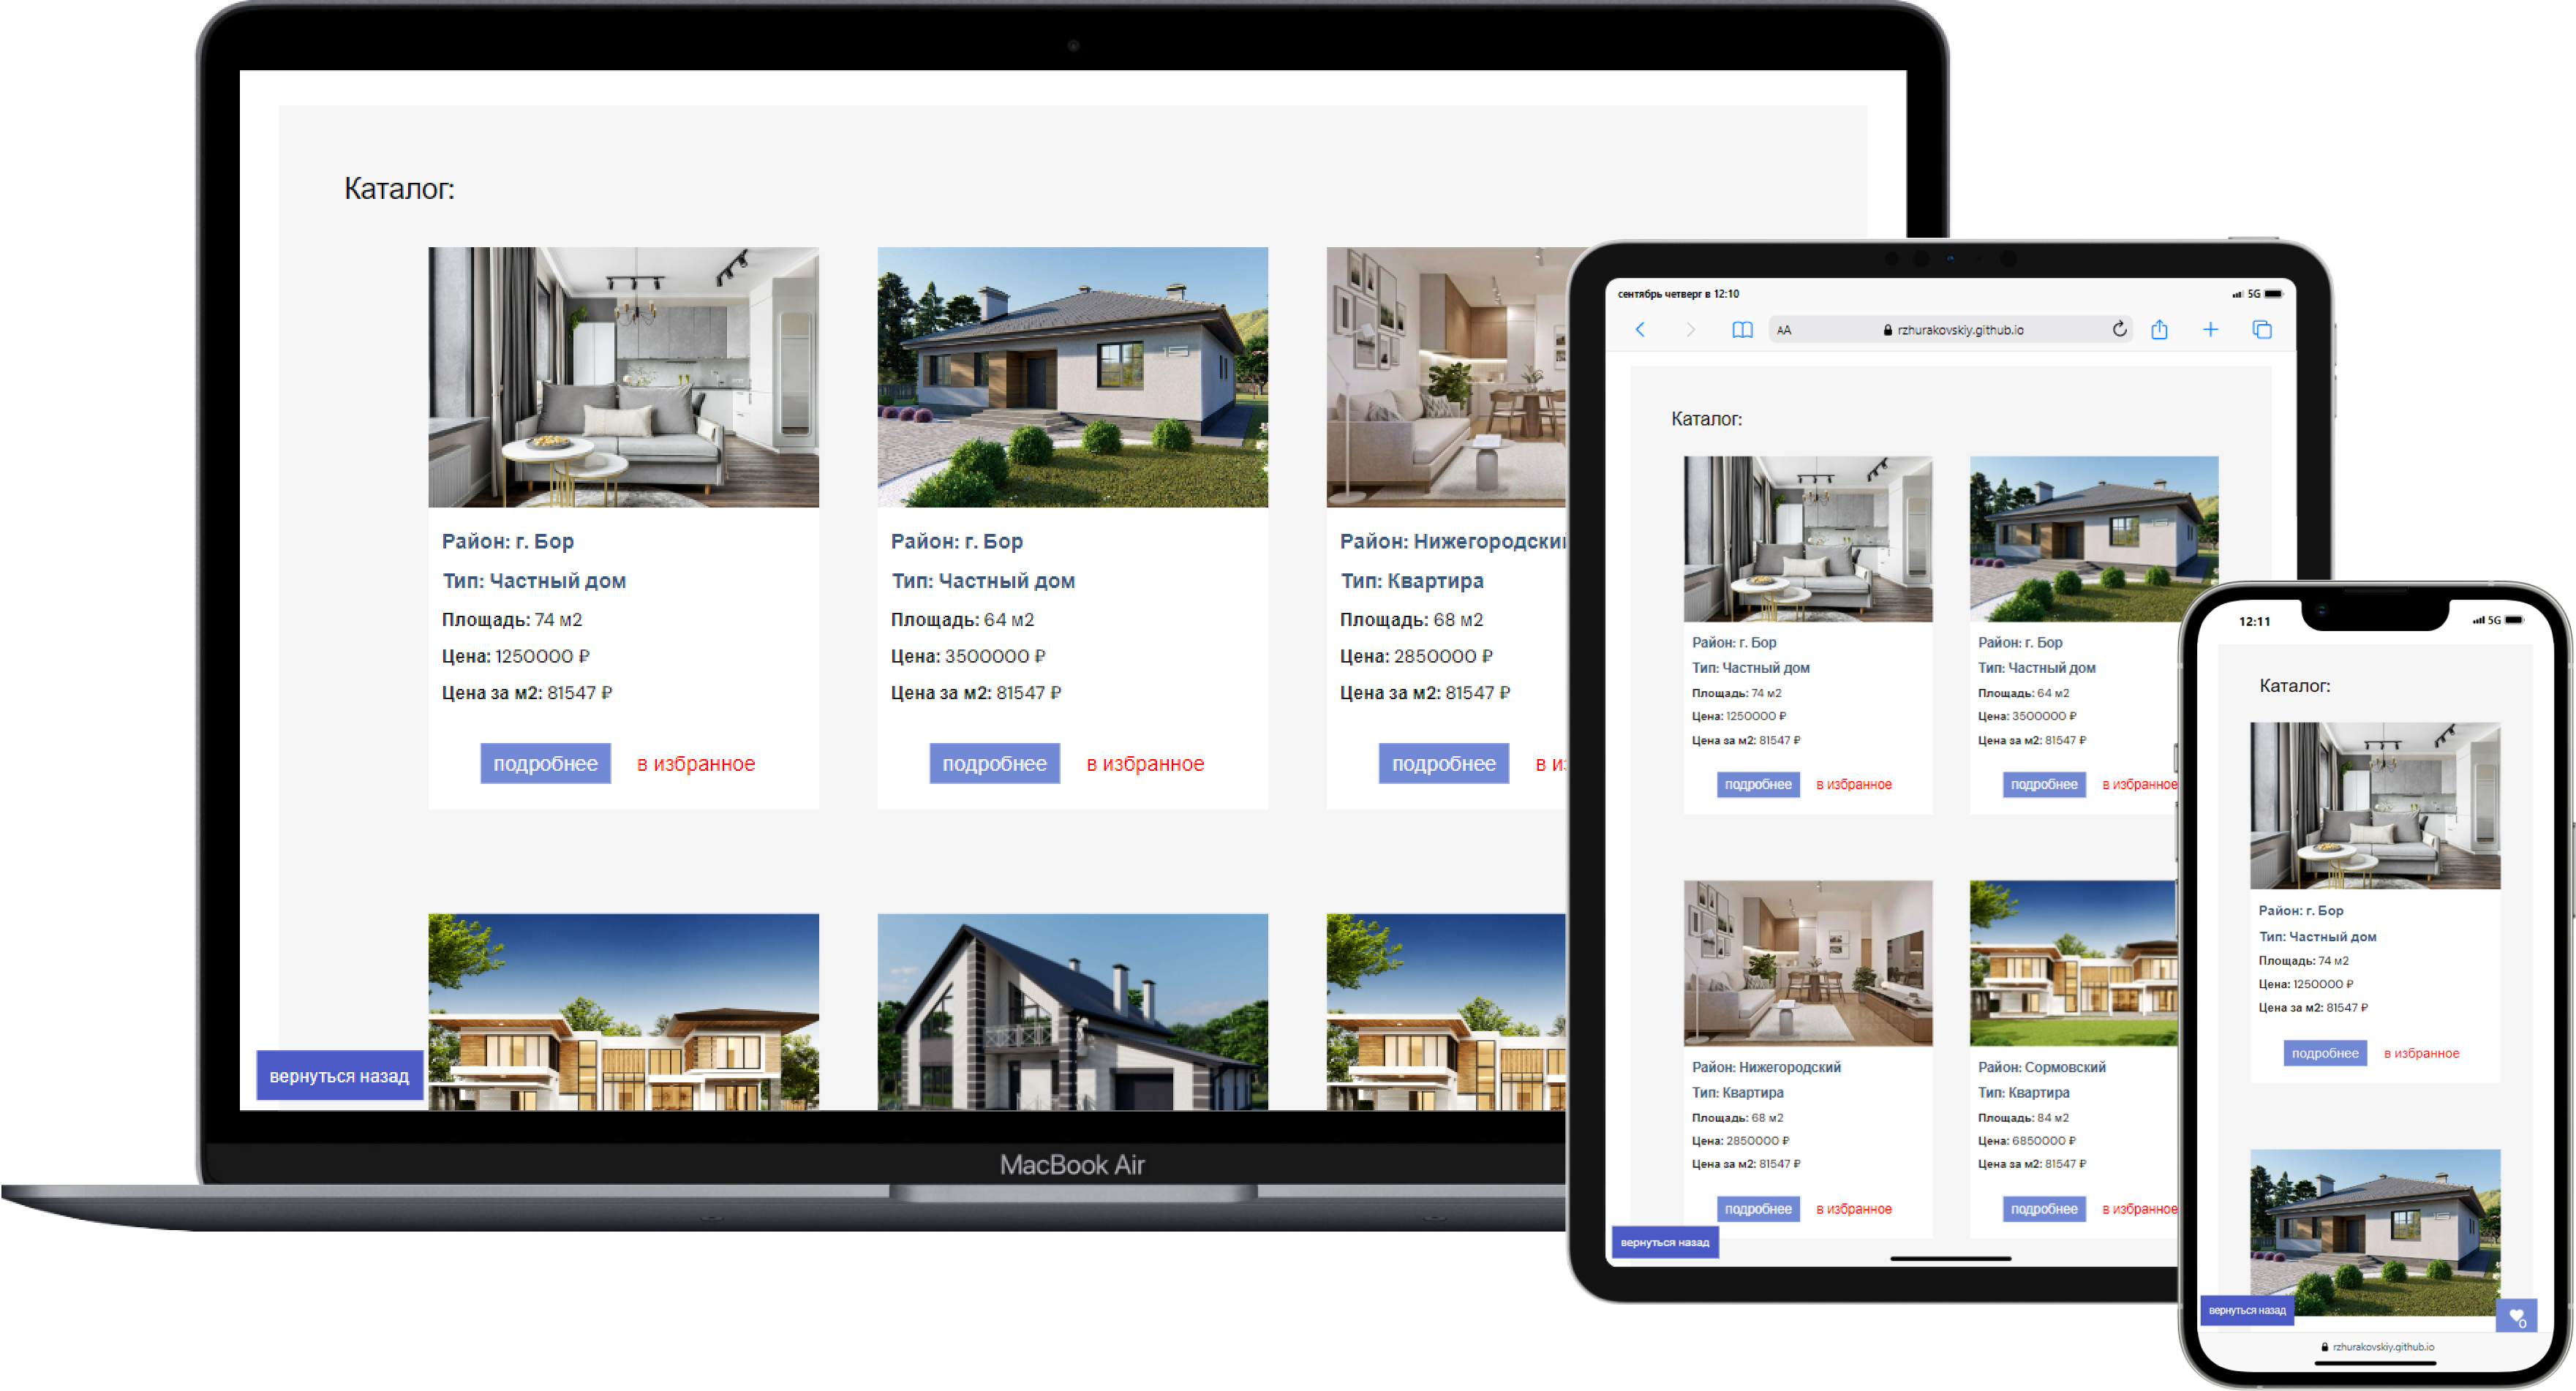 Каталог:
Район: г. Бор
Тип: Частный дом
Площадь: 74 м2
Цена: 1250000 ₽
Цена за м2: 81547 ₽
подробнее
в избранное
Район: г. Бор
Тип: Частный дом
Площадь: 64 м2
Цена: 3500000 ₽
Цена за м2: 81547 ₽
подробнее
в избранное
Район:
Тип: Квартира
Площадь: 68 м2
Цена: 2850000 ₽
Цена за м2: 81547 ₽
подробнее
в
вернуться назад
MacBook Air
сентябрь четверг в 12:10
5G
AA
rzhurakovskiy.github.io
Каталог:
Район: г. Бор
Тип: Частный дом
Площадь: 74 м2
Цена: 1250000 ₽
Цена за м2: 81547 ₽
подробнее
в избранное
Район: г. Бор
Тип: Частный дом
Площадь: 64 м2
Цена: 3500000 ₽
Цена за м2: 81547 ₽
подробнее
в избранное
Район: Нижегородский
Тип: Квартира
Площадь: 68 м2
Цена: 2850000 ₽
Цена за м2: 81547 ₽
подробнее
в избранное
Район: Сормовский
Тип: Квартира
Площадь: 84 м2
Цена: 6850000 ₽
Цена за м2: 81547 ₽
подробнее
в избранное
вернуться назад
12:11
5G
Каталог:
Район: г. Бор
Тип: Частный дом
Площадь: 74 м2
Цена: 1250000 ₽
Цена за м2: 81547 ₽
подробнее
в избранное
вернуться назад
0
rzhurakovskiy.github.io